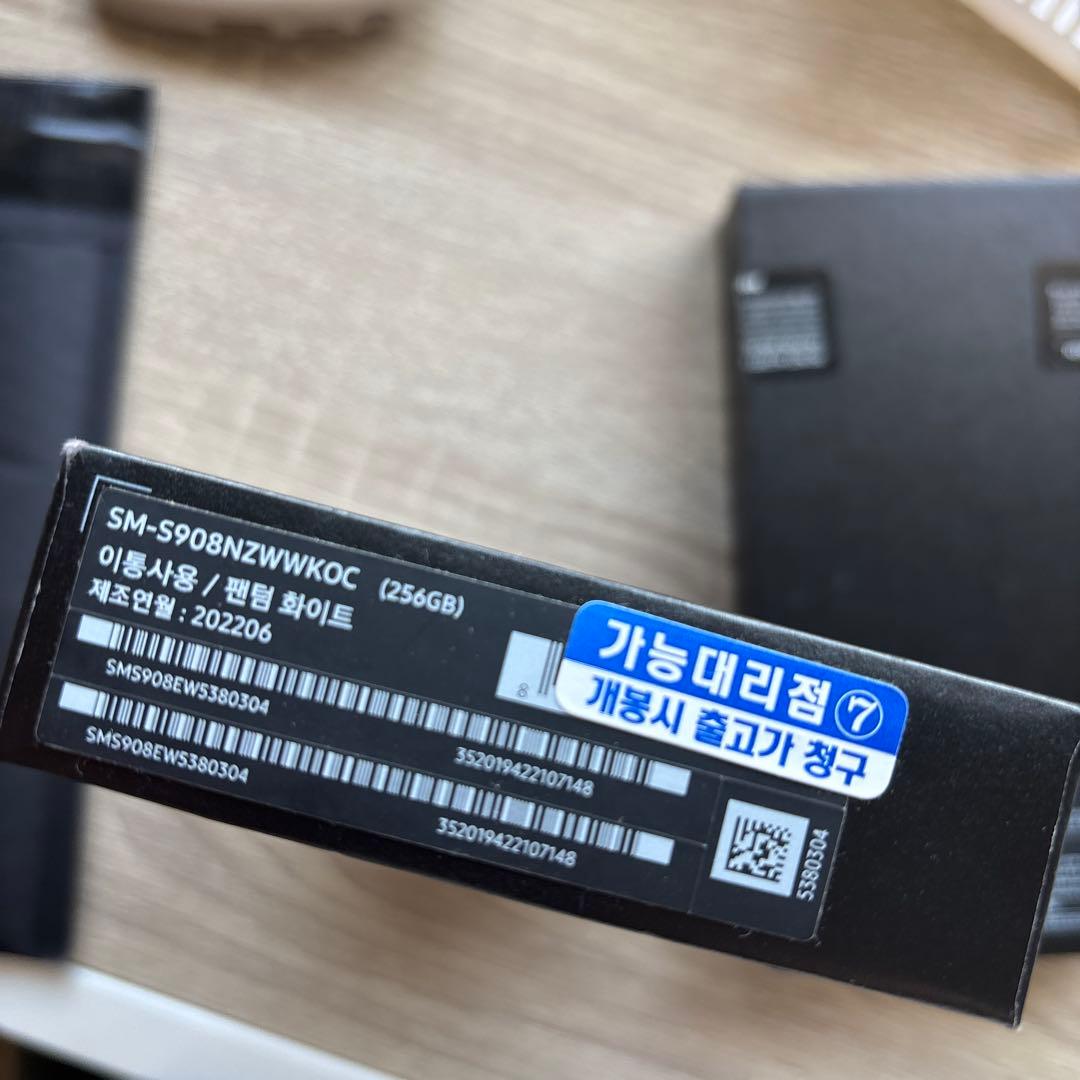 SM-S908NZWWKOC (256GB)
이통사용 / 팬텀 화이트
제조연월 : 202206
SMS908EW5380304
352019422107148
SMS908EW5380304
352019422107148
8
가능대리점 ⑦
개봉시 출고가 청구
5380304